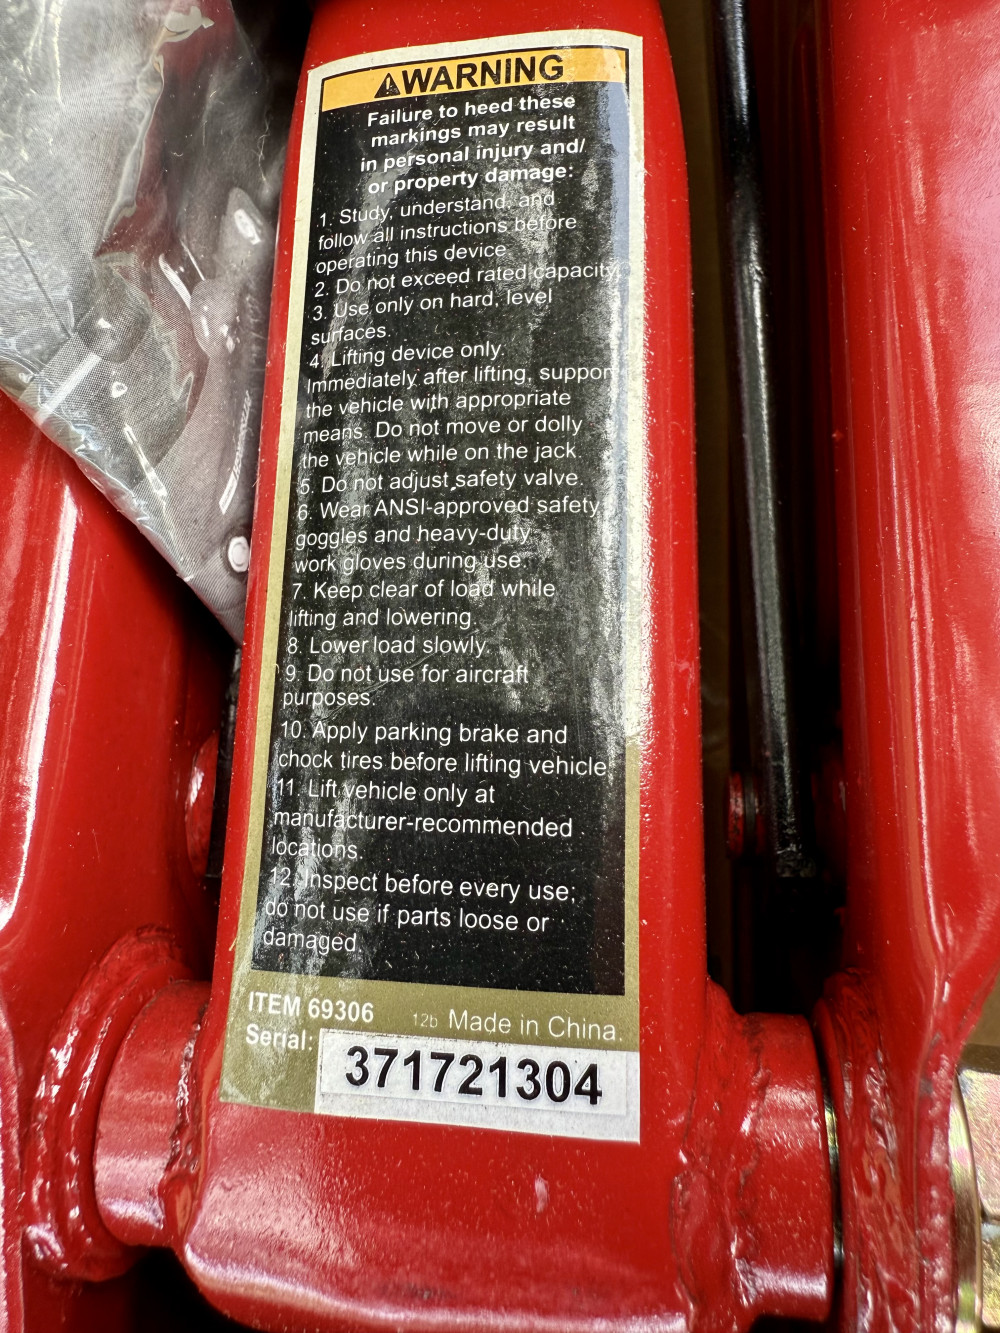 ⚠WARNING
Failure to heed these
markings may result
in personal injury and/
or property damage:
1. Study, understand, and
follow all instructions before
operating this device
2. Do not exceed rated capacity.
3. Use only on hard, level
surfaces.
4. Lifting device only.
Immediately after lifting, support
the vehicle with appropriate
means. Do not move or dolly
the vehicle while on the jack.
5. Do not adjust safety valve.
6. Wear ANSI-approved safety
goggles and heavy-duty
work gloves during use.
7. Keep clear of load while
lifting and lowering.
8. Lower load slowly.
9. Do not use for aircraft
purposes.
10. Apply parking brake and
chock tires before lifting vehicle
11. Lift vehicle only at
manufacturer-recommended
locations.
12. Inspect before every use;
do not use if parts loose or
damaged.
ITEM 69306 12b Made in China.
Serial: 371721304